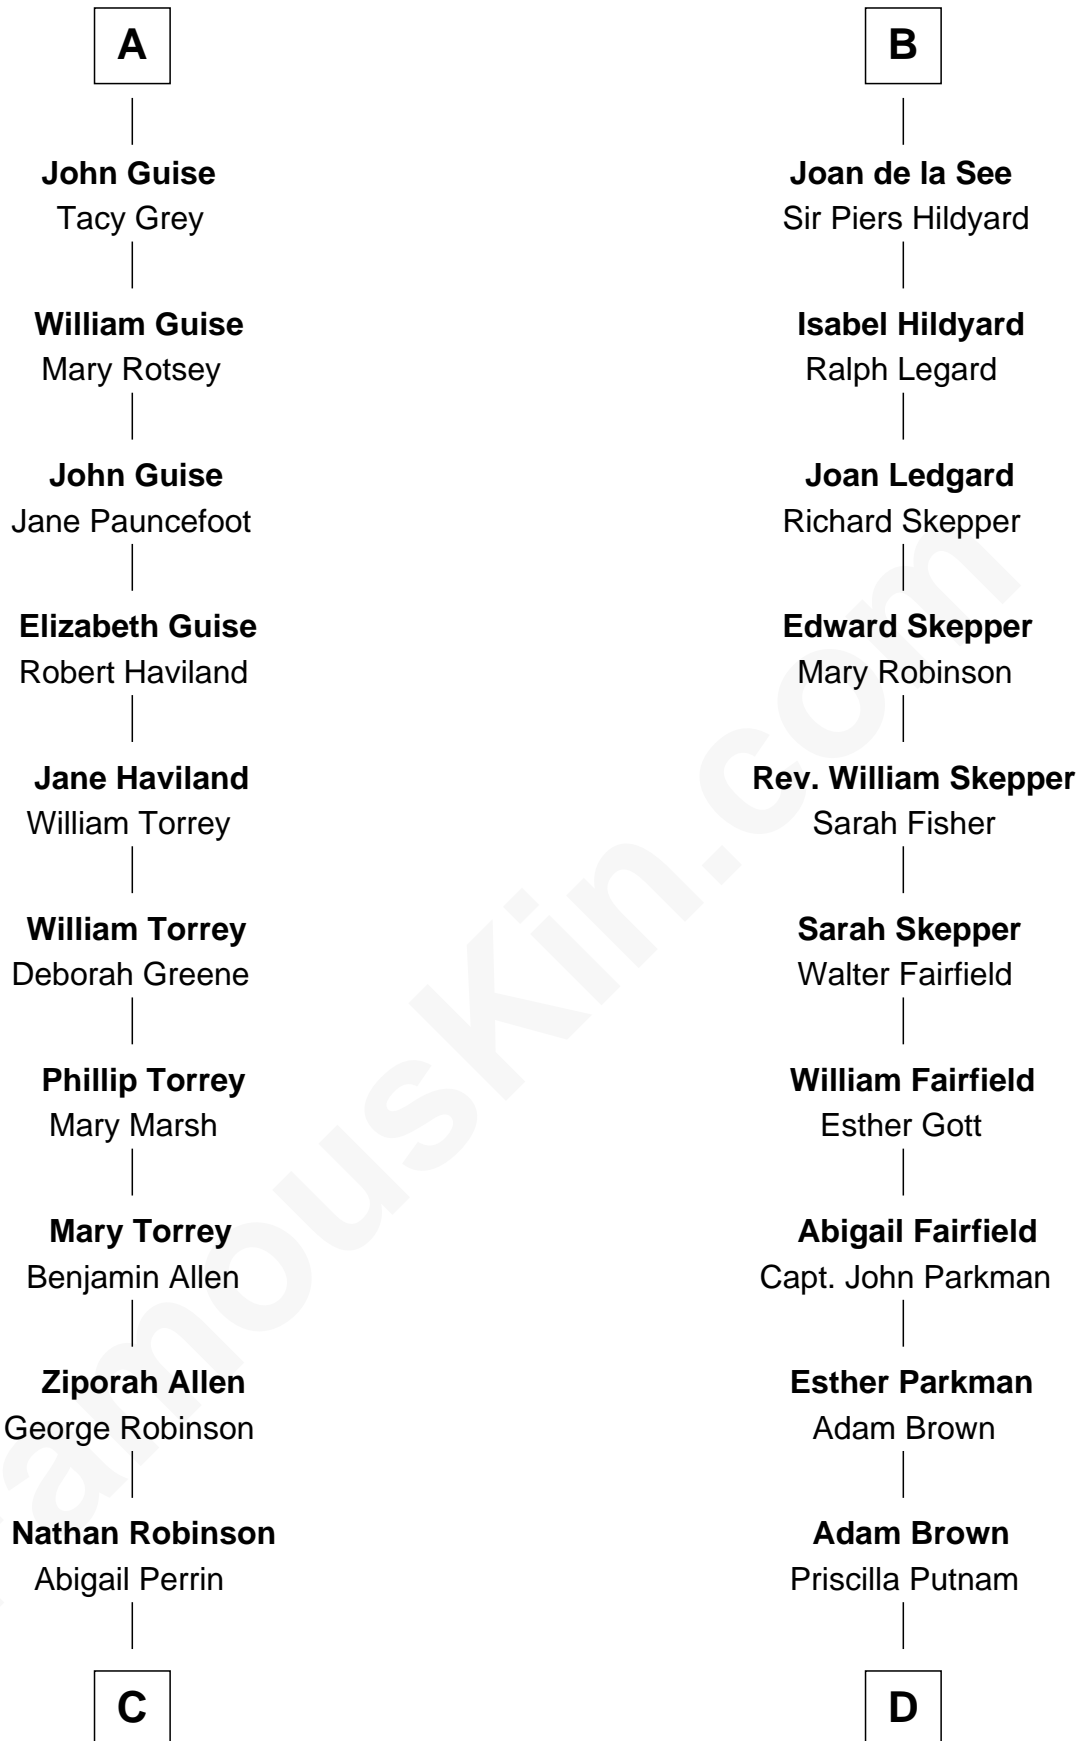 A
John Guise
Tacy Grey
William Guise
Mary Rotsey
John Guise
Jane Pauncefoot
Elizabeth Guise
Robert Haviland
Jane Haviland
William Torrey
William Torrey
Deborah Greene
Phillip Torrey
Mary Marsh
Mary Torrey
Benjamin Allen
Ziporah Allen
George Robinson
Nathan Robinson
Abigail Perrin
C
B
Joan de la See
Sir Piers Hildyard
Isabel Hildyard
Ralph Legard
Joan Ledgard
Richard Skepper
Edward Skepper
Mary Robinson
Rev. William Skepper
Sarah Fisher
Sarah Skepper
Walter Fairfield
William Fairfield
Esther Gott
Abigail Fairfield
Capt. John Parkman
Esther Parkman
Adam Brown
Adam Brown
Priscilla Putnam
D
FamousKin.com